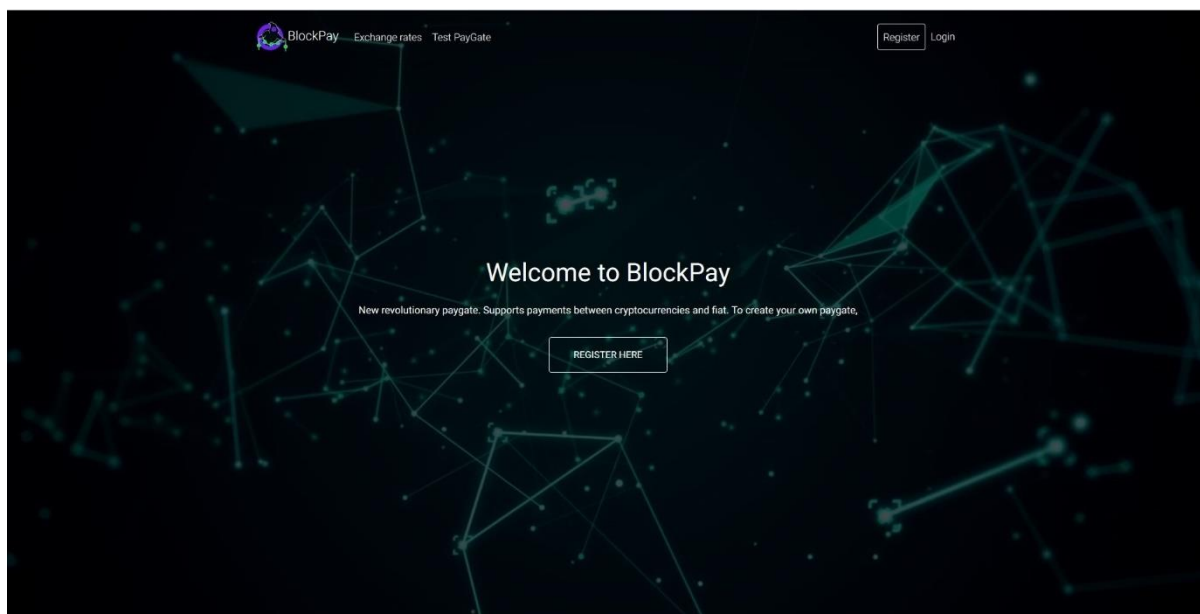 BlockPay Exchange rates Test PayGate Register Login
Welcome to BlockPay
New revolutionary paygate. Supports payments between cryptocurrencies and fiat. To create your own paygate,
REGISTER HERE